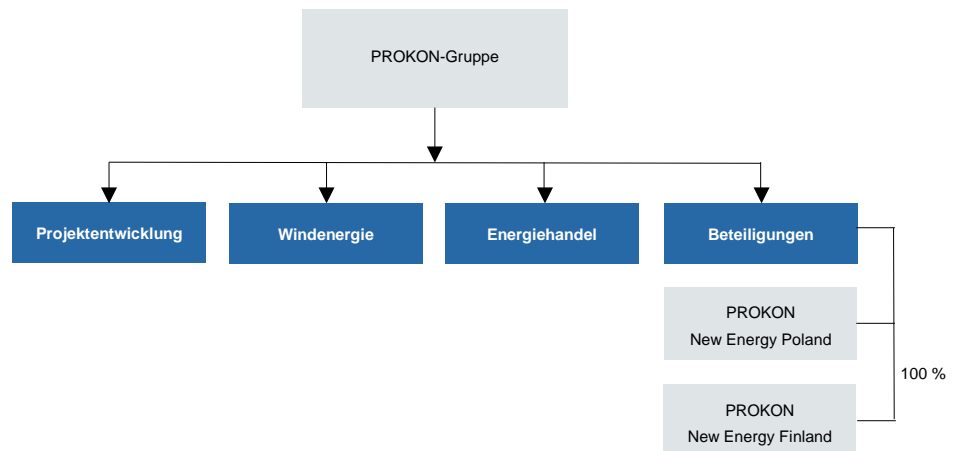 PROKON-Gruppe
Projektentwicklung
Windenergie
Energiehandel
Beteiligungen
PROKON
New Energy Poland
100 %
PROKON
New Energy Finland